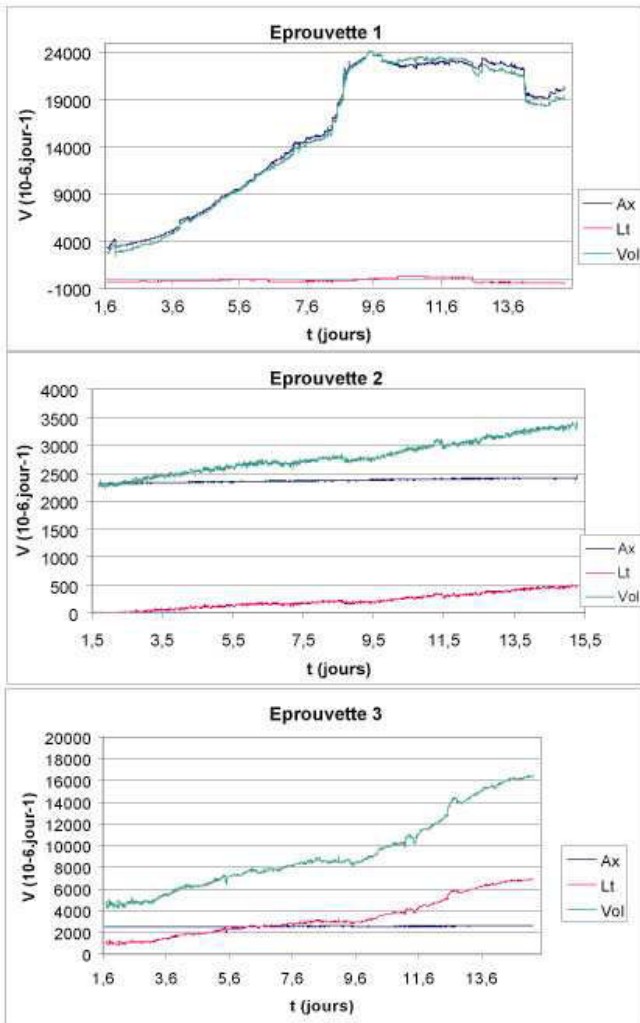 Eprouvette 1
V (10-6.jour-1)
24000
19000
14000
9000
4000
-1000
1,6 3,6 5,6 7,6 9,6 11,6 13,6
t (jours)
Ax
Lt
Vol
Eprouvette 2
V (10-6.jour-1)
4000
3500
3000
2500
2000
1500
1000
500
0
1,5 3,5 5,5 7,5 9,5 11,5 13,5 15,5
t (jours)
Ax
Lt
Vol
Eprouvette 3
V (10-6.jour-1)
20000
18000
16000
14000
12000
10000
8000
6000
4000
2000
0
1,6 3,6 5,6 7,6 9,6 11,6 13,6
t (jours)
Ax
Lt
Vol